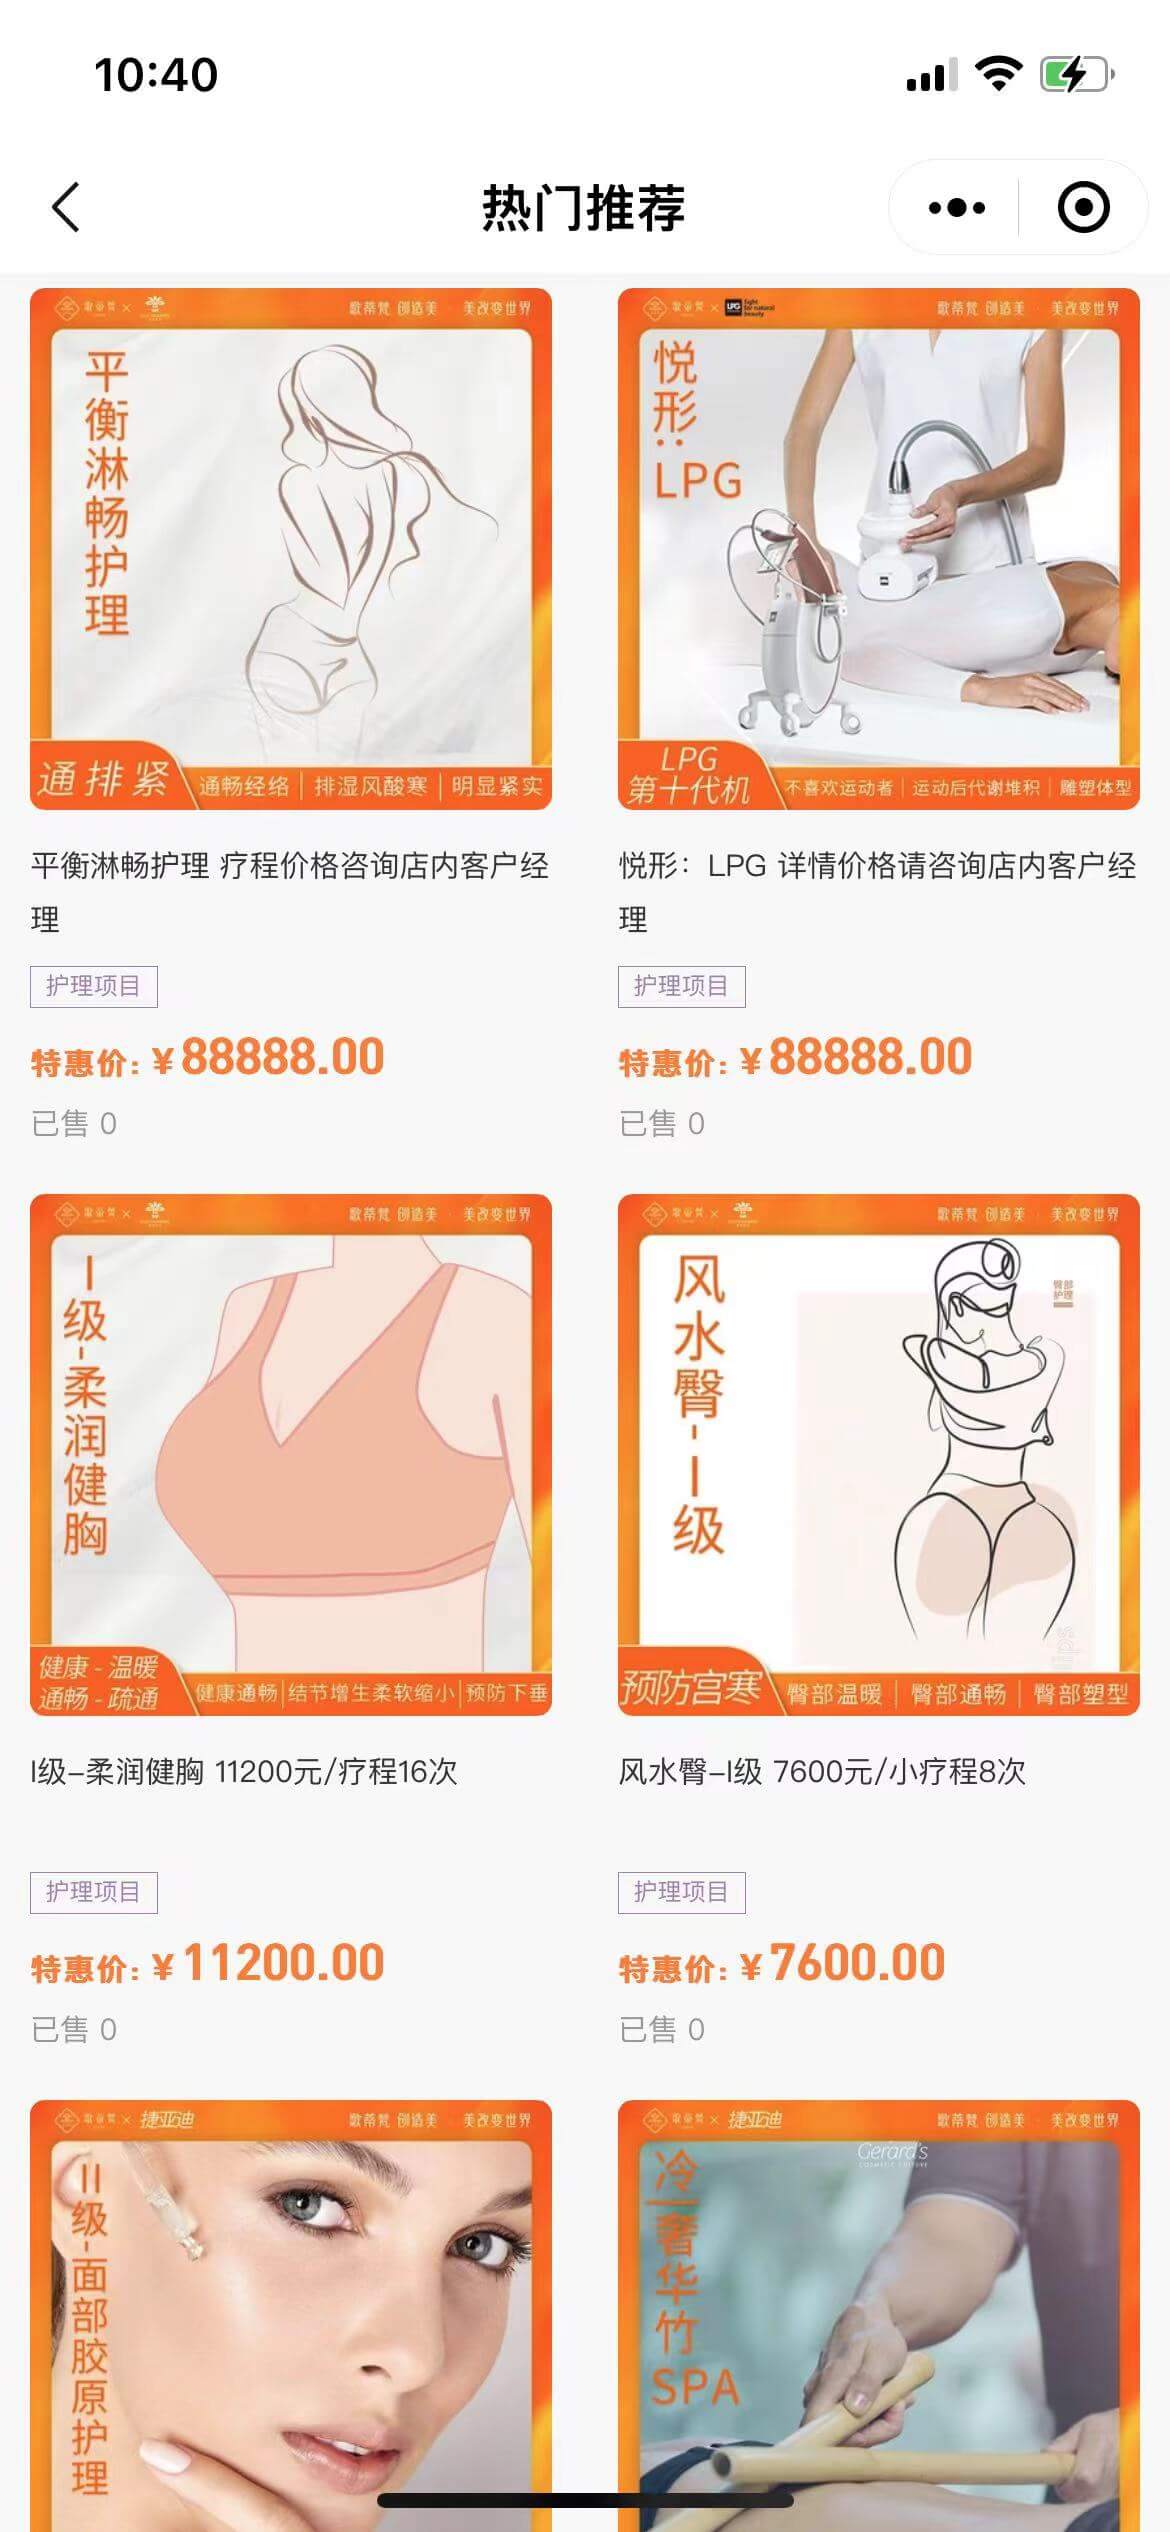 10:40
热门推荐
歌蒂梵 创造美 美改变世界
平衡淋畅护理
通排紧
通畅经络 | 排湿风酸寒 | 明显紧实
平衡淋畅护理 疗程价格咨询店内客户经
理
护理项目
特惠价: ¥88888.00
已售 0
LPG
歌蒂梵 创造美 美改变世界
悦形:
LPG
LPG
第十代机
不喜欢运动者 | 运动后代谢堆积 | 雕塑体型
悦形：LPG 详情价格请咨询店内客户经
理
护理项目
特惠价: ¥88888.00
已售 0
歌蒂梵 创造美 美改变世界
I级-柔润健胸
健康 - 温暖
通畅 - 疏通
健康通畅|结节增生柔软缩小|预防下垂
I级-柔润健胸 11200元/疗程16次
护理项目
特惠价: ¥11200.00
已售 0
歌蒂梵 创造美 美改变世界
风水臀-I级
臀部
护理
预防宫寒
臀部温暖 | 臀部通畅 | 臀部塑型
风水臀-I级 7600元/小疗程8次
护理项目
特惠价: ¥7600.00
已售 0
捷亚迪
歌蒂梵 创造美 美改变世界
II级-面部胶原护理
捷亚迪
歌蒂梵 创造美 美改变世界
Gerard's
COSMETIC CULTURE
冷|奢华竹
SPA